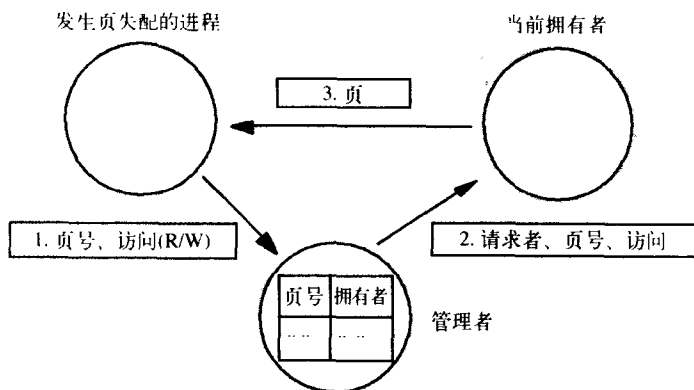 发生页失配的进程
当前拥有者
3. 页
1. 页号、访问(R/W)
2. 请求者、页号、访问
页号 拥有者
.. .. .. ..
管理者